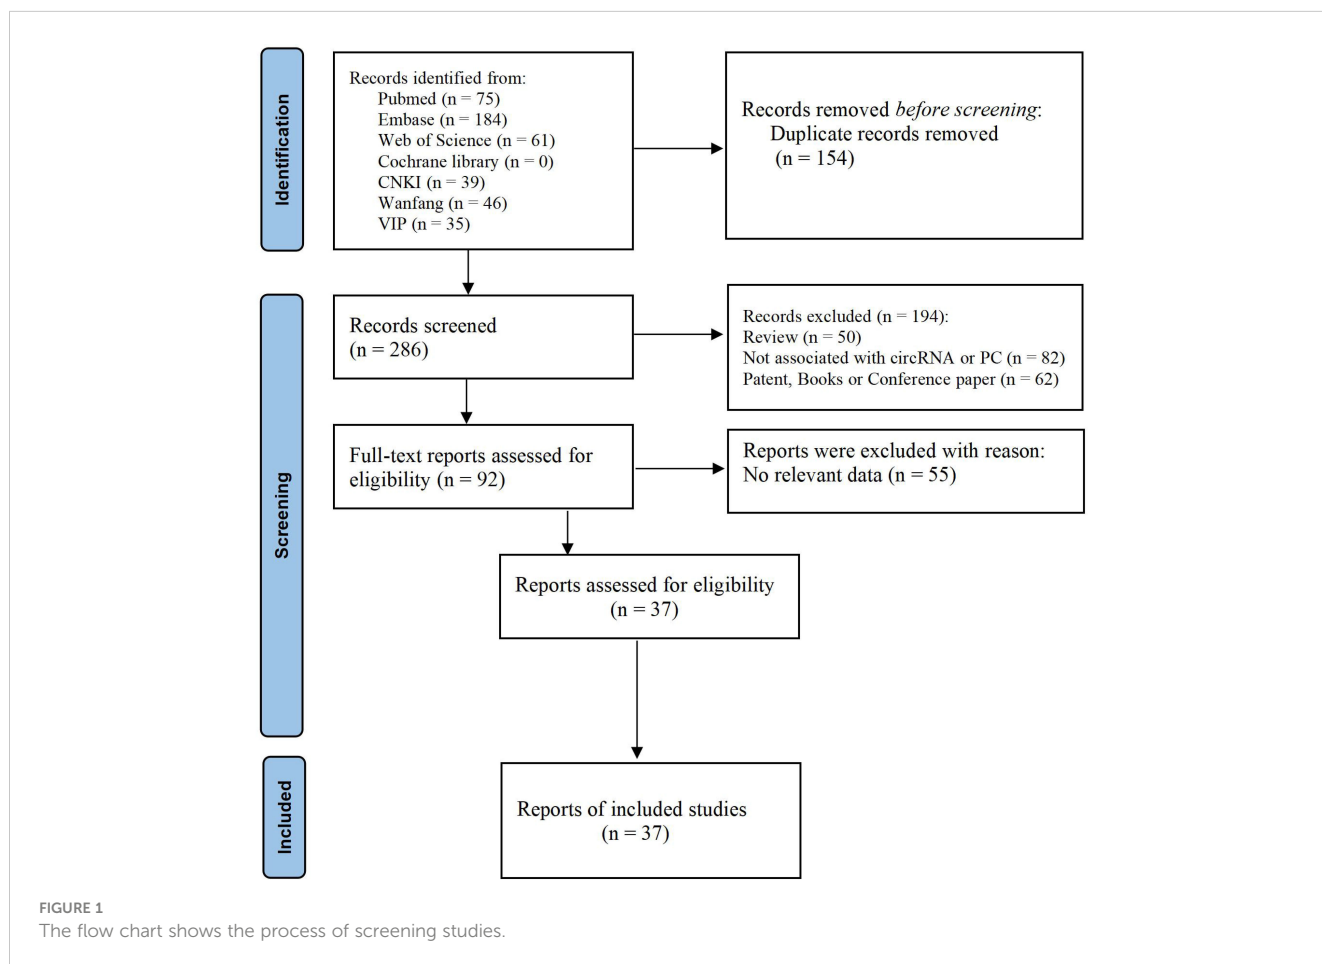 Identification
Records identified from:
Pubmed (n = 75)
Embase (n = 184)
Web of Science (n = 61)
Cochrane library (n = 0)
CNKI (n = 39)
Wanfang (n = 46)
VIP (n = 35)
Records removed before screening:
Duplicate records removed
(n = 154)
Screening
Records screened
(n = 286)
Records excluded (n = 194):
Review (n = 50)
Not associated with circRNA or PC (n = 82)
Patent, Books or Conference paper (n = 62)
Full-text reports assessed for
eligibility (n = 92)
Reports were excluded with reason:
No relevant data (n = 55)
Reports assessed for eligibility
(n = 37)
Included
Reports of included studies
(n = 37)
FIGURE 1
The flow chart shows the process of screening studies.